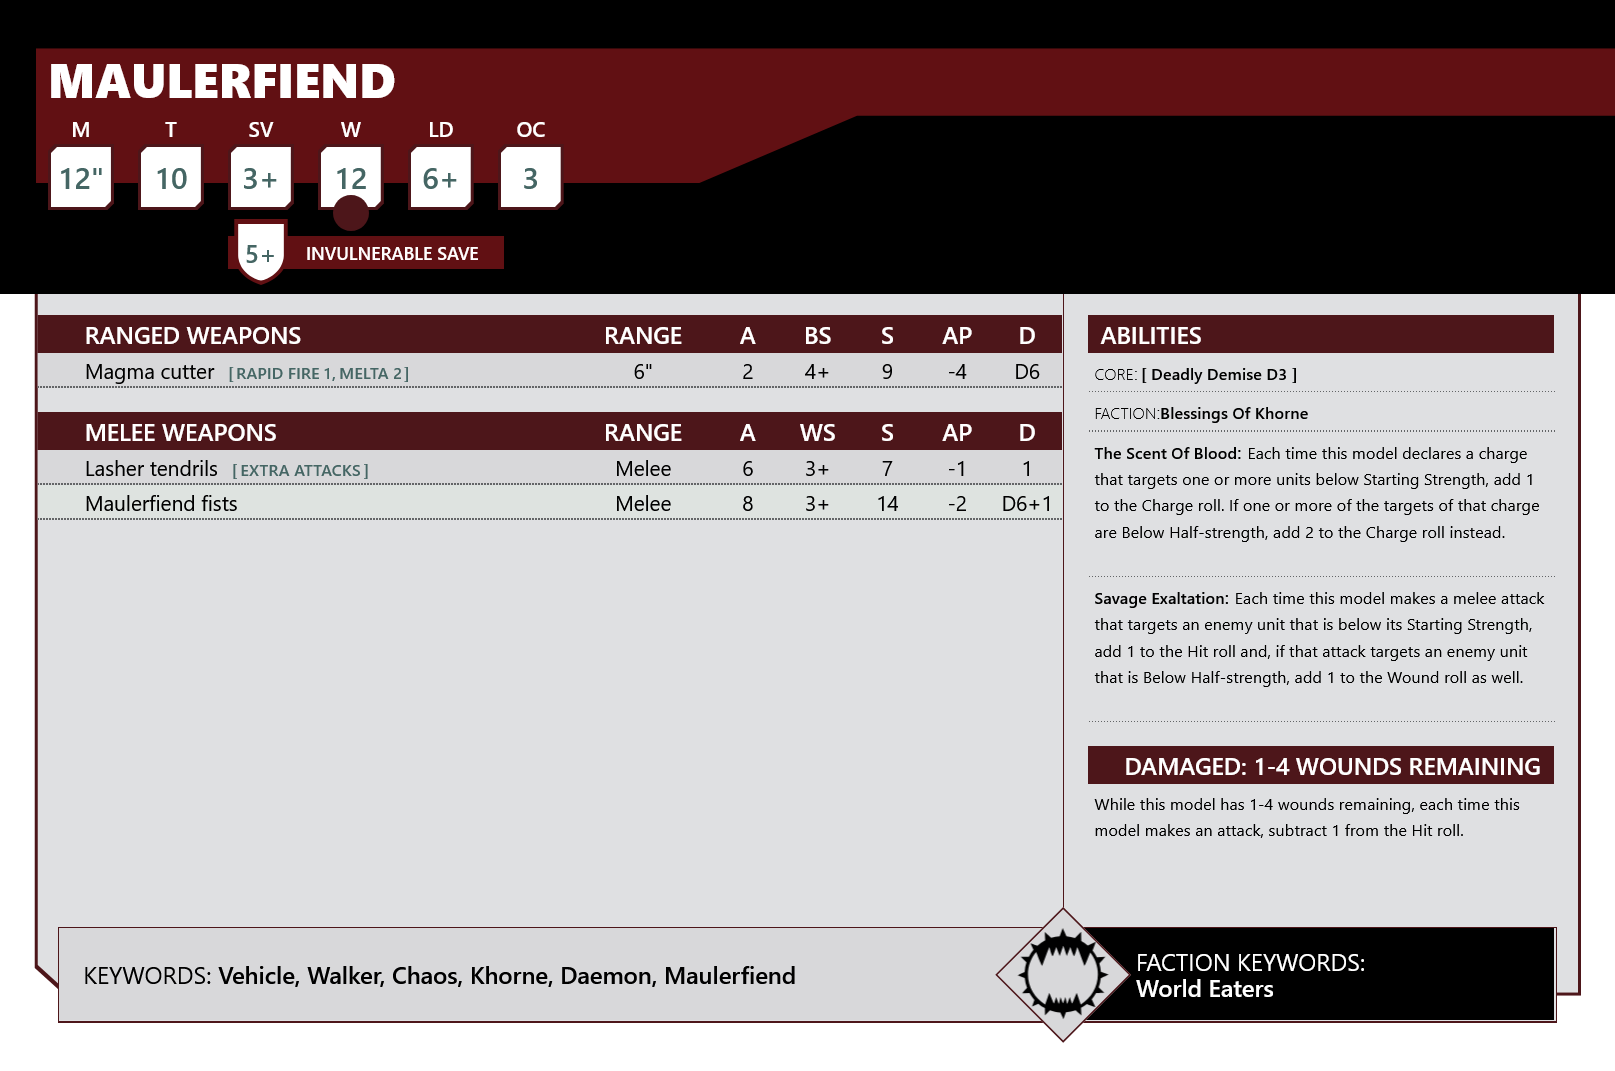 MAULERFIEND
M T SV W LD OC
12" 10 3+ 12 6+ 3
5+ INVULNERABLE SAVE
RANGED WEAPONS RANGE A BS S AP D
Magma cutter [RAPID FIRE 1, MELTA 2] 6" 2 4+ 9 -4 D6
MELEE WEAPONS RANGE A WS S AP D
Lasher tendrils [EXTRA ATTACKS] Melee 6 3+ 7 -1 1
Maulerfiend fists Melee 8 3+ 14 -2 D6+1
ABILITIES
CORE: [ Deadly Demise D3 ]
FACTION:Blessings Of Khorne
The Scent Of Blood: Each time this model declares a charge
that targets one or more units below Starting Strength, add 1
to the Charge roll. If one or more of the targets of that charge
are Below Half-strength, add 2 to the Charge roll instead.
Savage Exaltation: Each time this model makes a melee attack
that targets an enemy unit that is below its Starting Strength,
add 1 to the Hit roll and, if that attack targets an enemy unit
that is Below Half-strength, add 1 to the Wound roll as well.
DAMAGED: 1-4 WOUNDS REMAINING
While this model has 1-4 wounds remaining, each time this
model makes an attack, subtract 1 from the Hit roll.
KEYWORDS: Vehicle, Walker, Chaos, Khorne, Daemon, Maulerfiend
FACTION KEYWORDS:
World Eaters